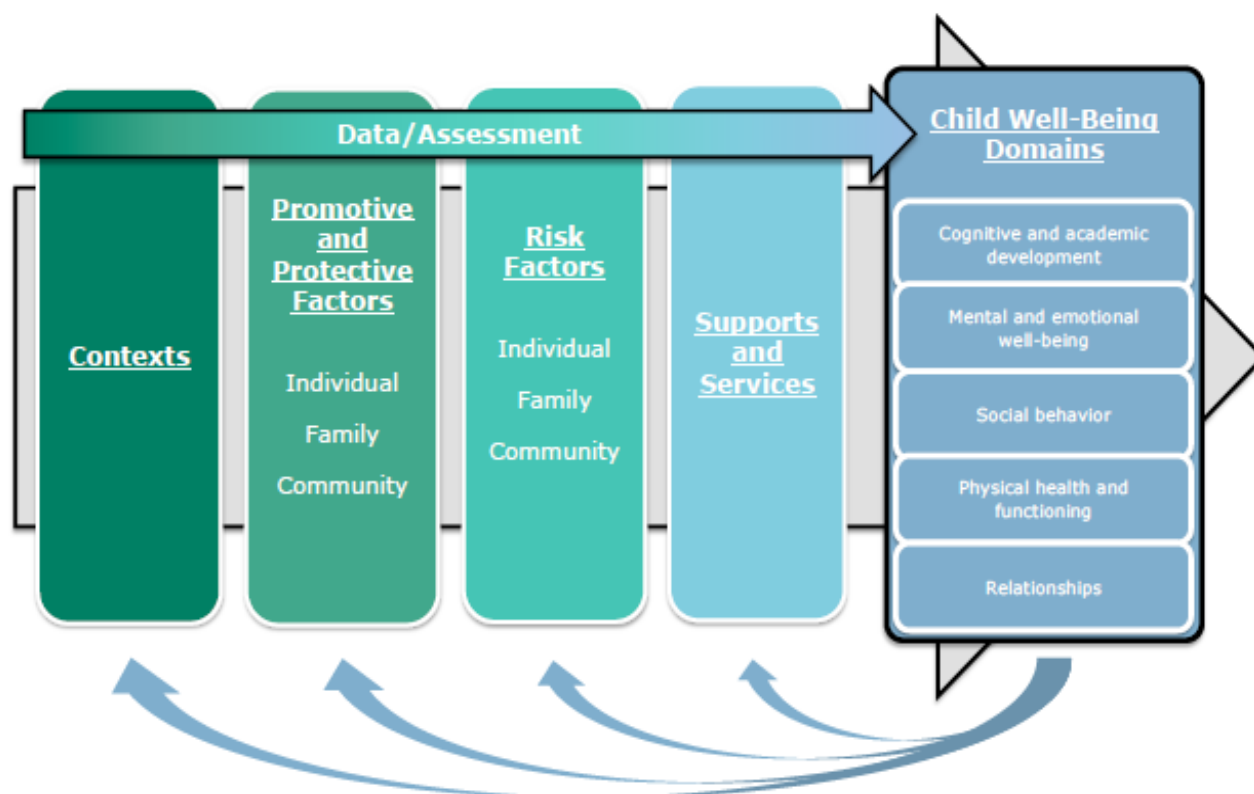 Data/Assessment
Contexts
Promotive
and
Protective
Factors
Individual
Family
Community
Risk
Factors
Individual
Family
Community
Supports
and
Services
Child Well-Being
Domains
Cognitive and academic
development
Mental and emotional
well-being
Social behavior
Physical health and
functioning
Relationships